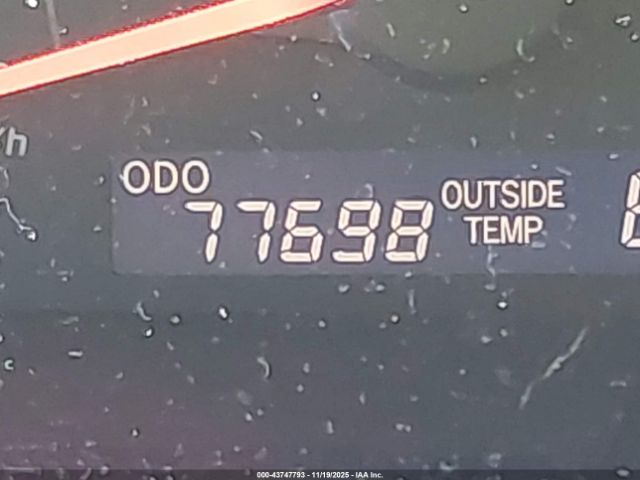 /h
ODO
77698
OUTSIDE
TEMP
000-43747793 - 11/19/2025 - IAA Inc.